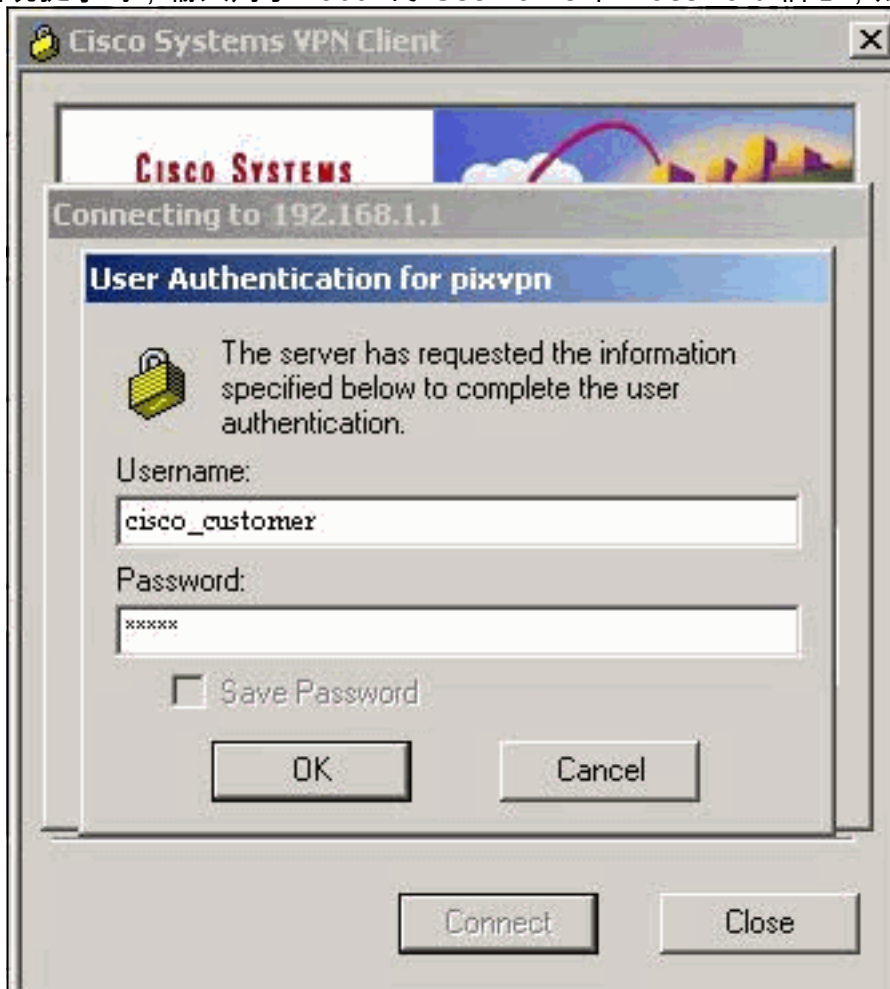 Cisco Systems VPN Client
CISCO SYSTEMS
Connecting to 192.168.1.1
User Authentication for pixvpn
The server has requested the information
specified below to complete the user
authentication.
Username:
cisco_customer
Password:
*****
Save Password
OK Cancel
Connect Close